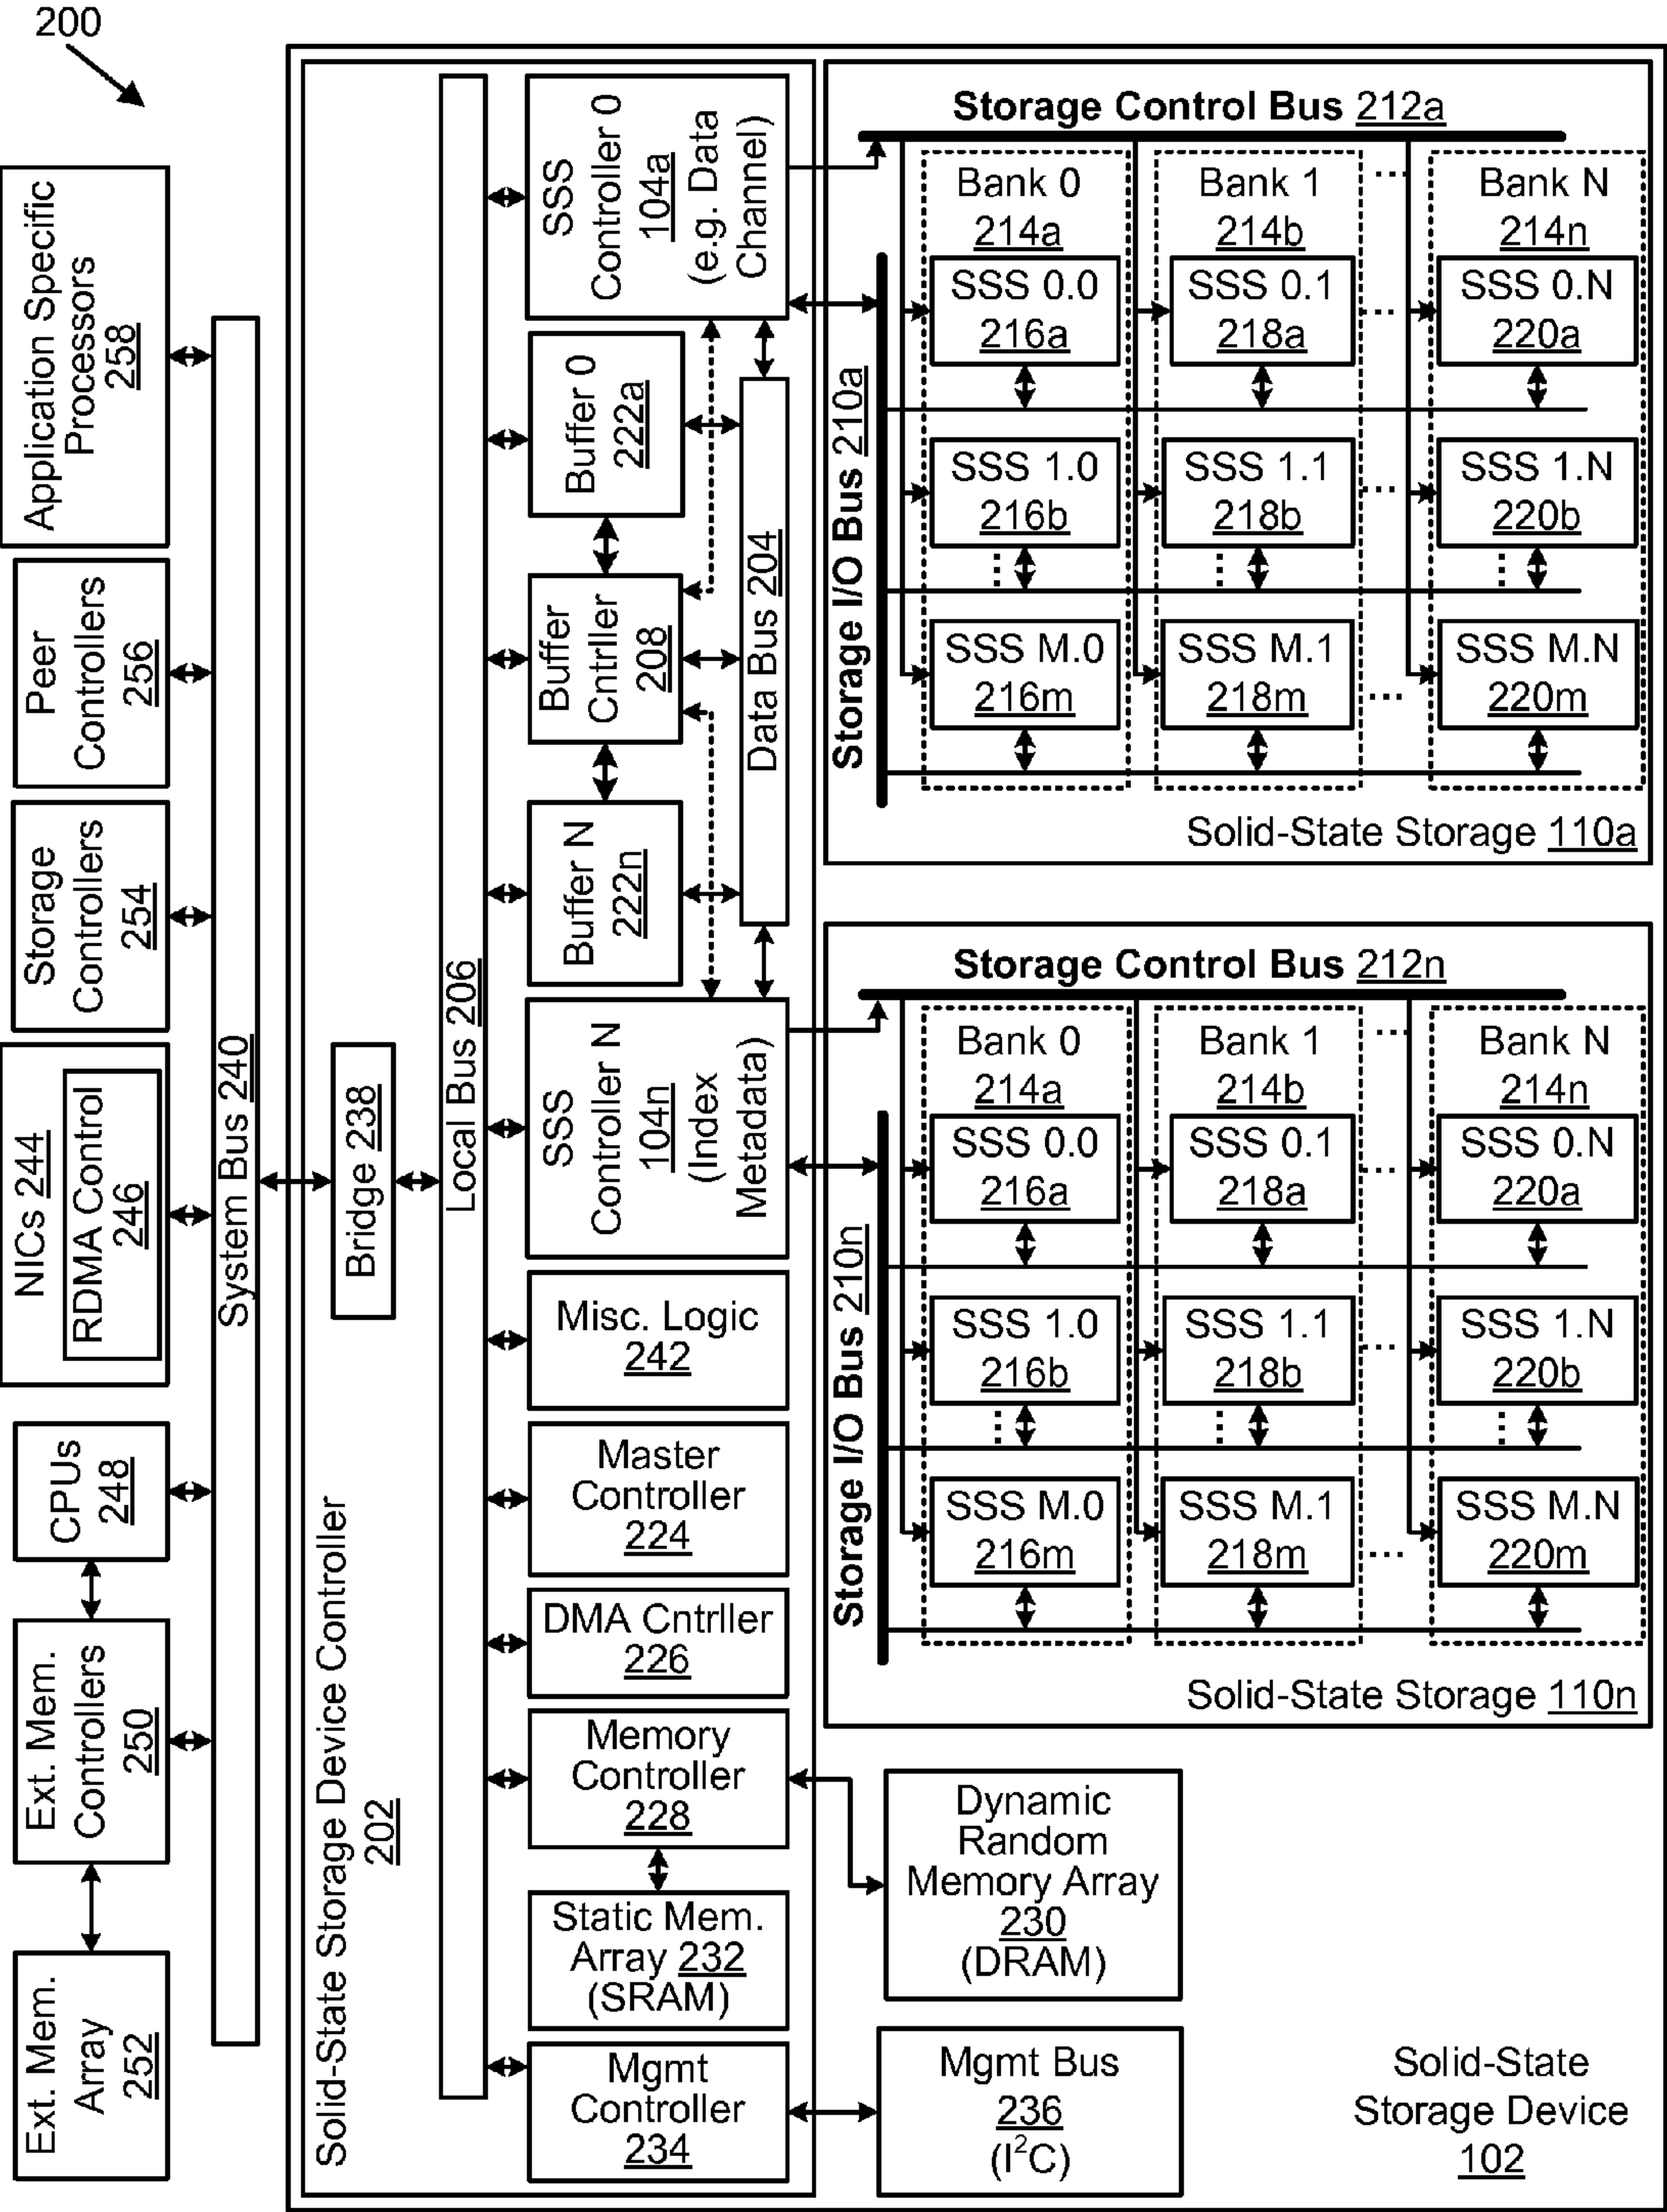 200
Application Specific
Processors
258
Peer
Controllers
256
Storage
Controllers
254
NICs 244
RDMA Control
246
CPUs
248
Ext. Mem.
Controllers
250
Ext. Mem.
Array
252
System Bus 240
Bridge 238
Solid-State Storage Device Controller
202
Local Bus 206
SSS
Controller 0
104a
(e.g. Data
Channel)
Buffer 0
222a
Buffer
Cntrller
208
Buffer N
222n
Data Bus 204
SSS
Controller N
104n
(Index
Metadata)
Misc. Logic
242
Master
Controller
224
DMA Cntrller
226
Memory
Controller
228
Static Mem.
Array 232
(SRAM)
Mgmt
Controller
234
Storage Control Bus 212a
Storage I/O Bus 210a
Bank 0
214a
Bank 1
214b
...
Bank N
214n
SSS 0.0
216a
SSS 0.1
218a
...
SSS 0.N
220a
SSS 1.0
216b
SSS 1.1
218b
...
SSS 1.N
220b
SSS M.0
216m
SSS M.1
218m
...
SSS M.N
220m
Solid-State Storage 110a
Storage Control Bus 212n
Storage I/O Bus 210n
Bank 0
214a
Bank 1
214b
...
Bank N
214n
SSS 0.0
216a
SSS 0.1
218a
...
SSS 0.N
220a
SSS 1.0
216b
SSS 1.1
218b
...
SSS 1.N
220b
SSS M.0
216m
SSS M.1
218m
...
SSS M.N
220m
Solid-State Storage 110n
Dynamic
Random
Memory Array
230
(DRAM)
Mgmt Bus
236
(I²C)
Solid-State
Storage Device
102